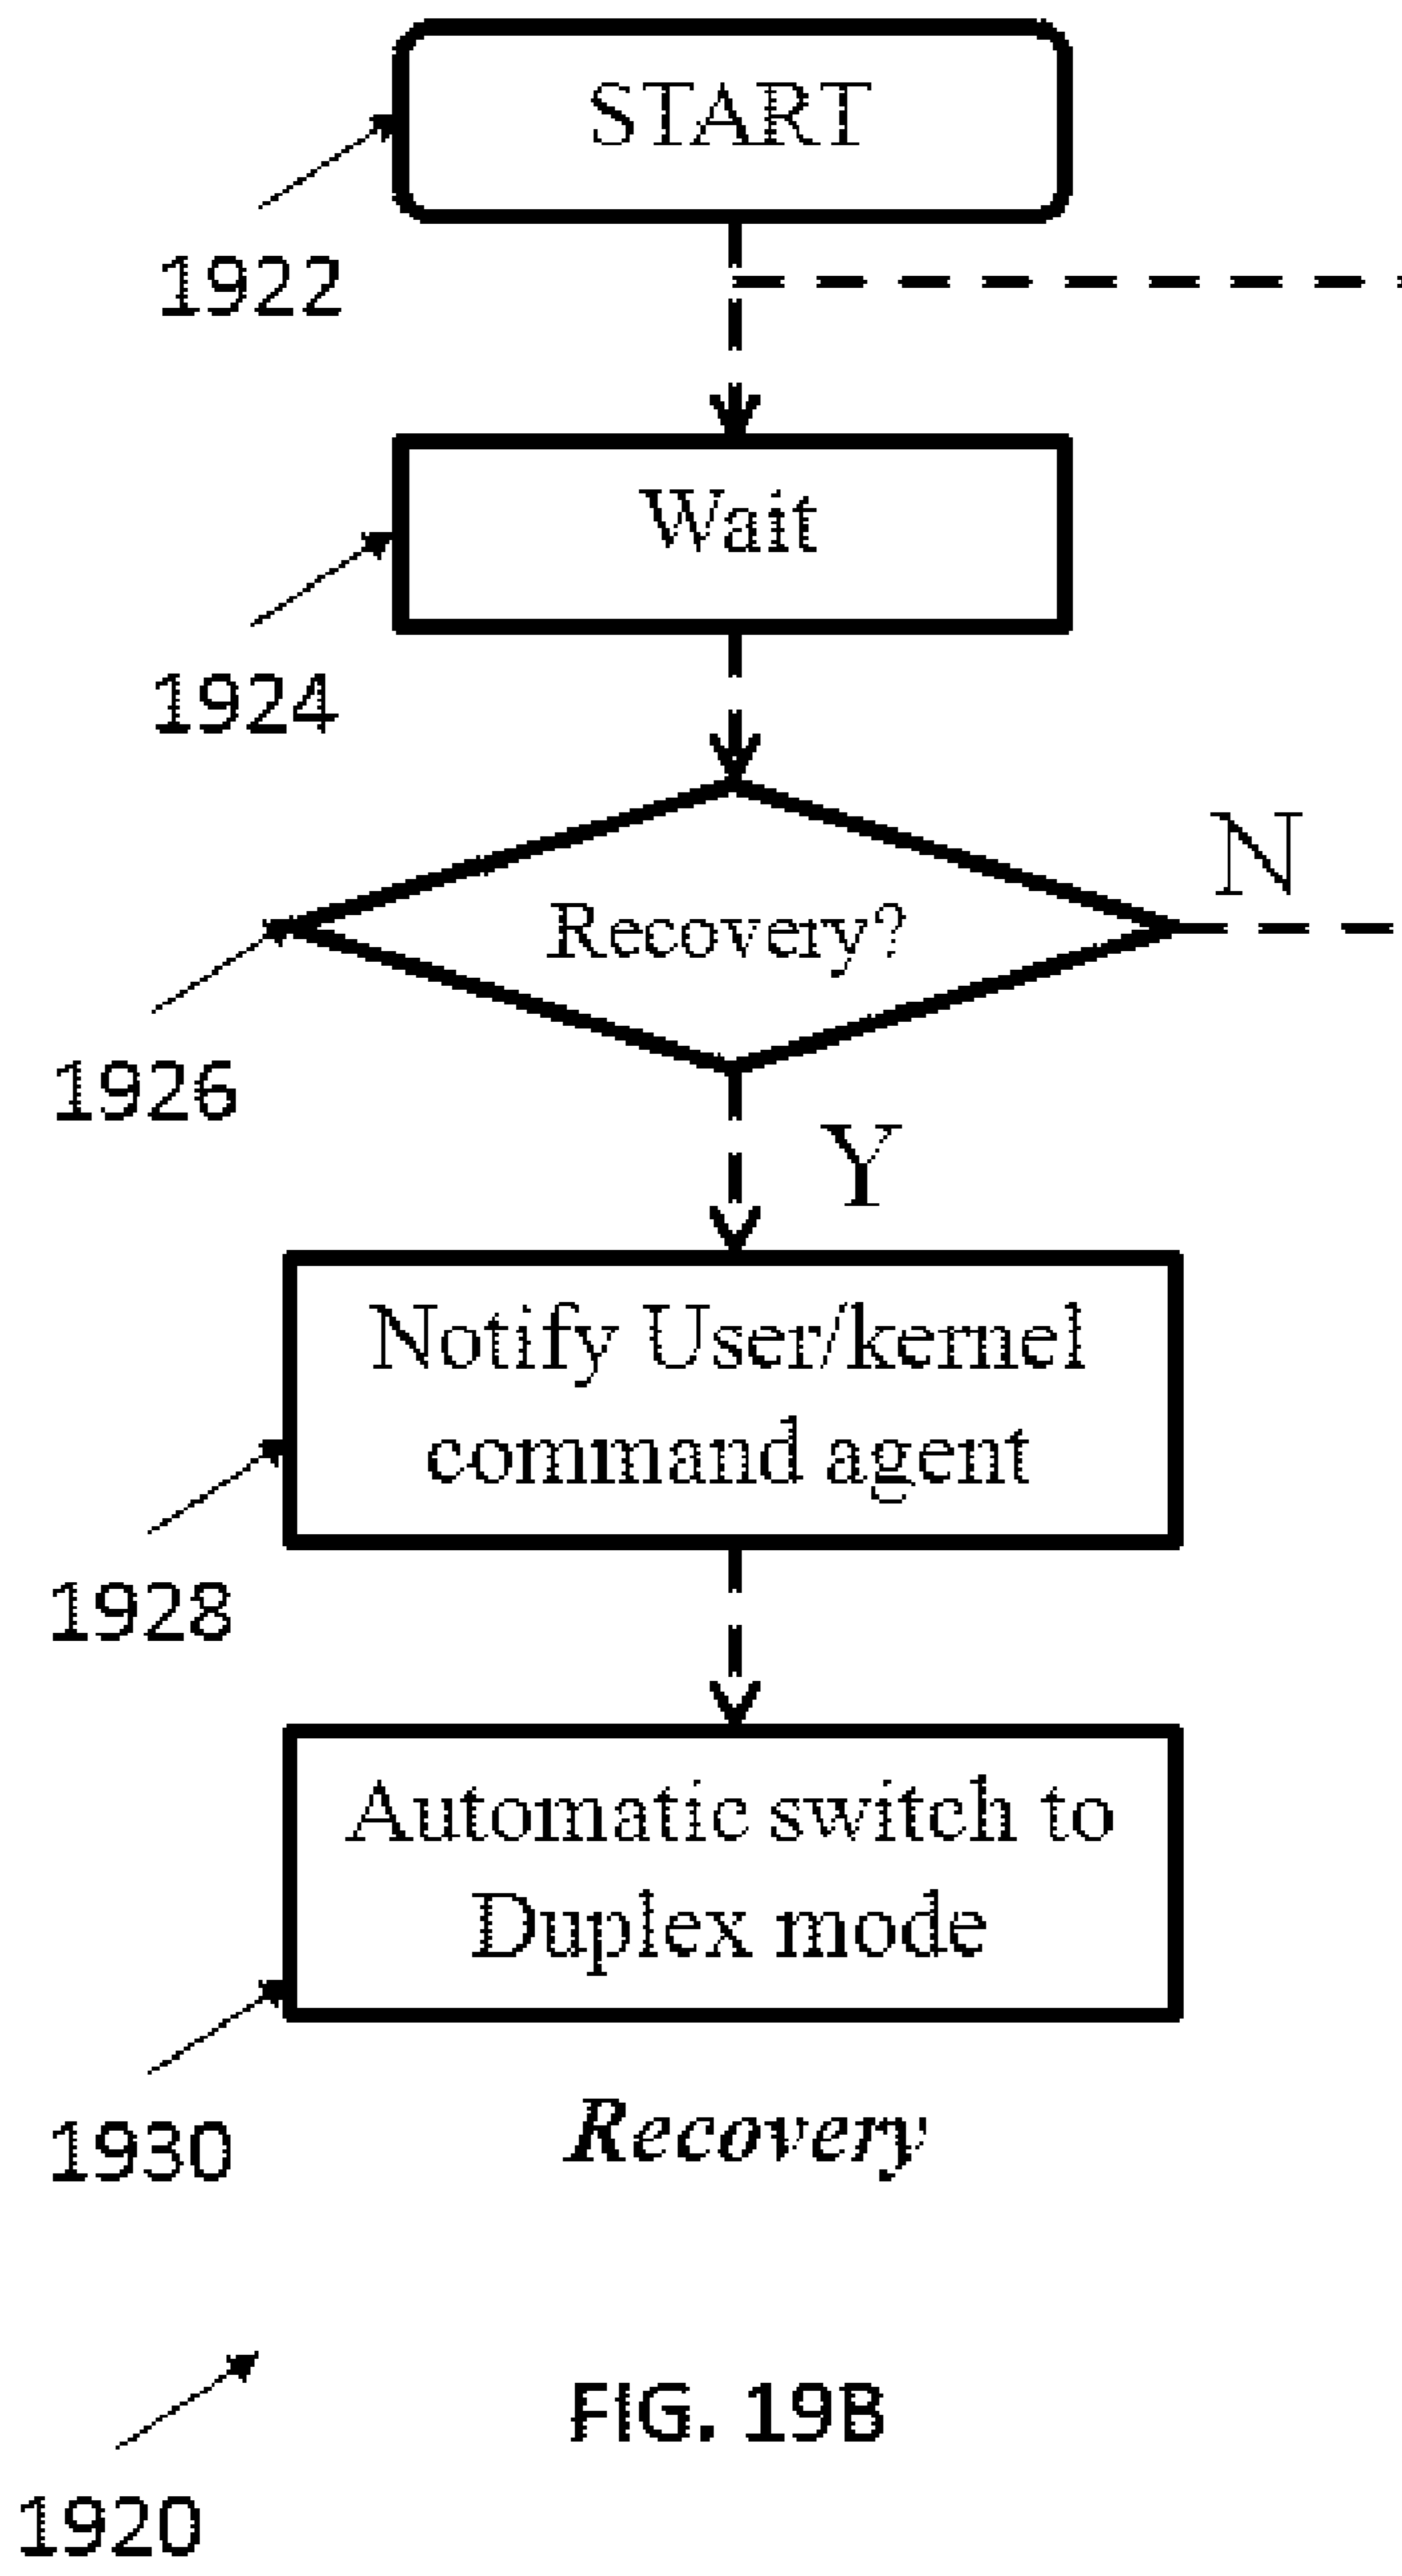 START
1922
Wait
1924
N
Recovery?
1926
Y
Notify User/kernel
command agent
1928
Automatic switch to
Duplex mode
1930
Recovery
FIG. 19B
1920